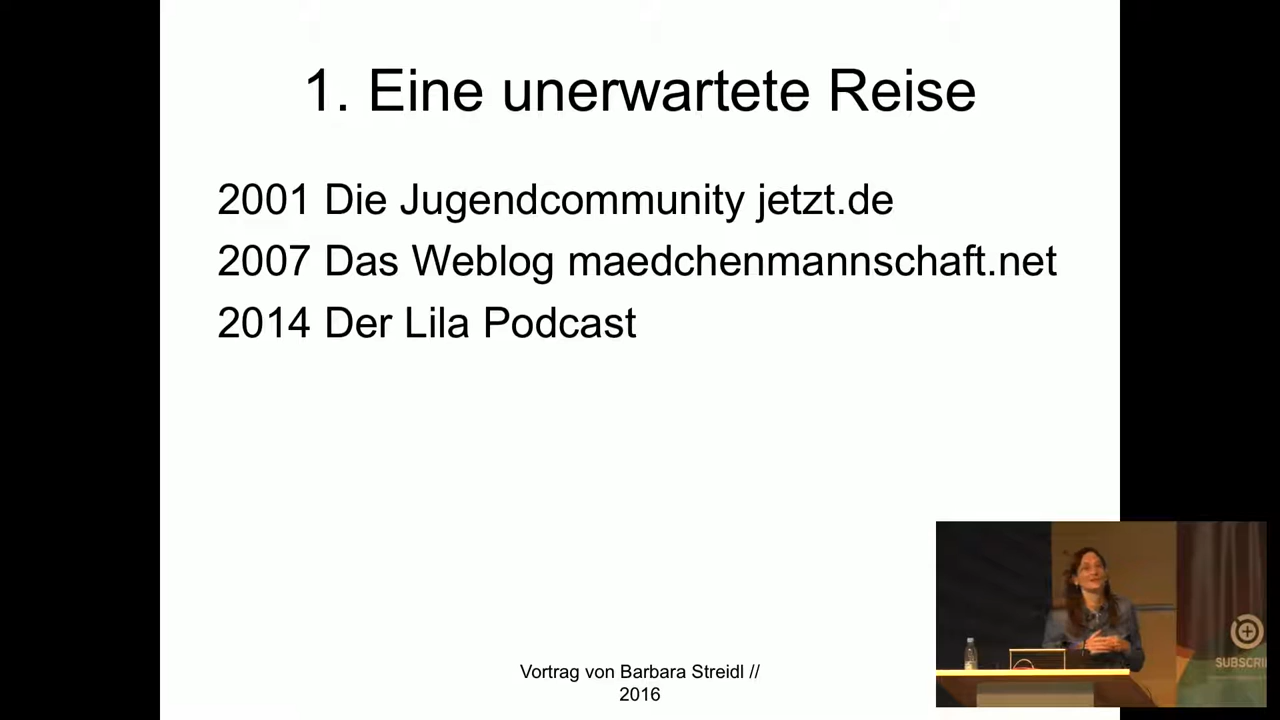 1. Eine unerwartete Reise
2001 Die Jugendcommunity jetzt.de
2007 Das Weblog maedchenmannschaft.net
2014 Der Lila Podcast
Vortrag von Barbara Streidl //
2016
SUBSCRI